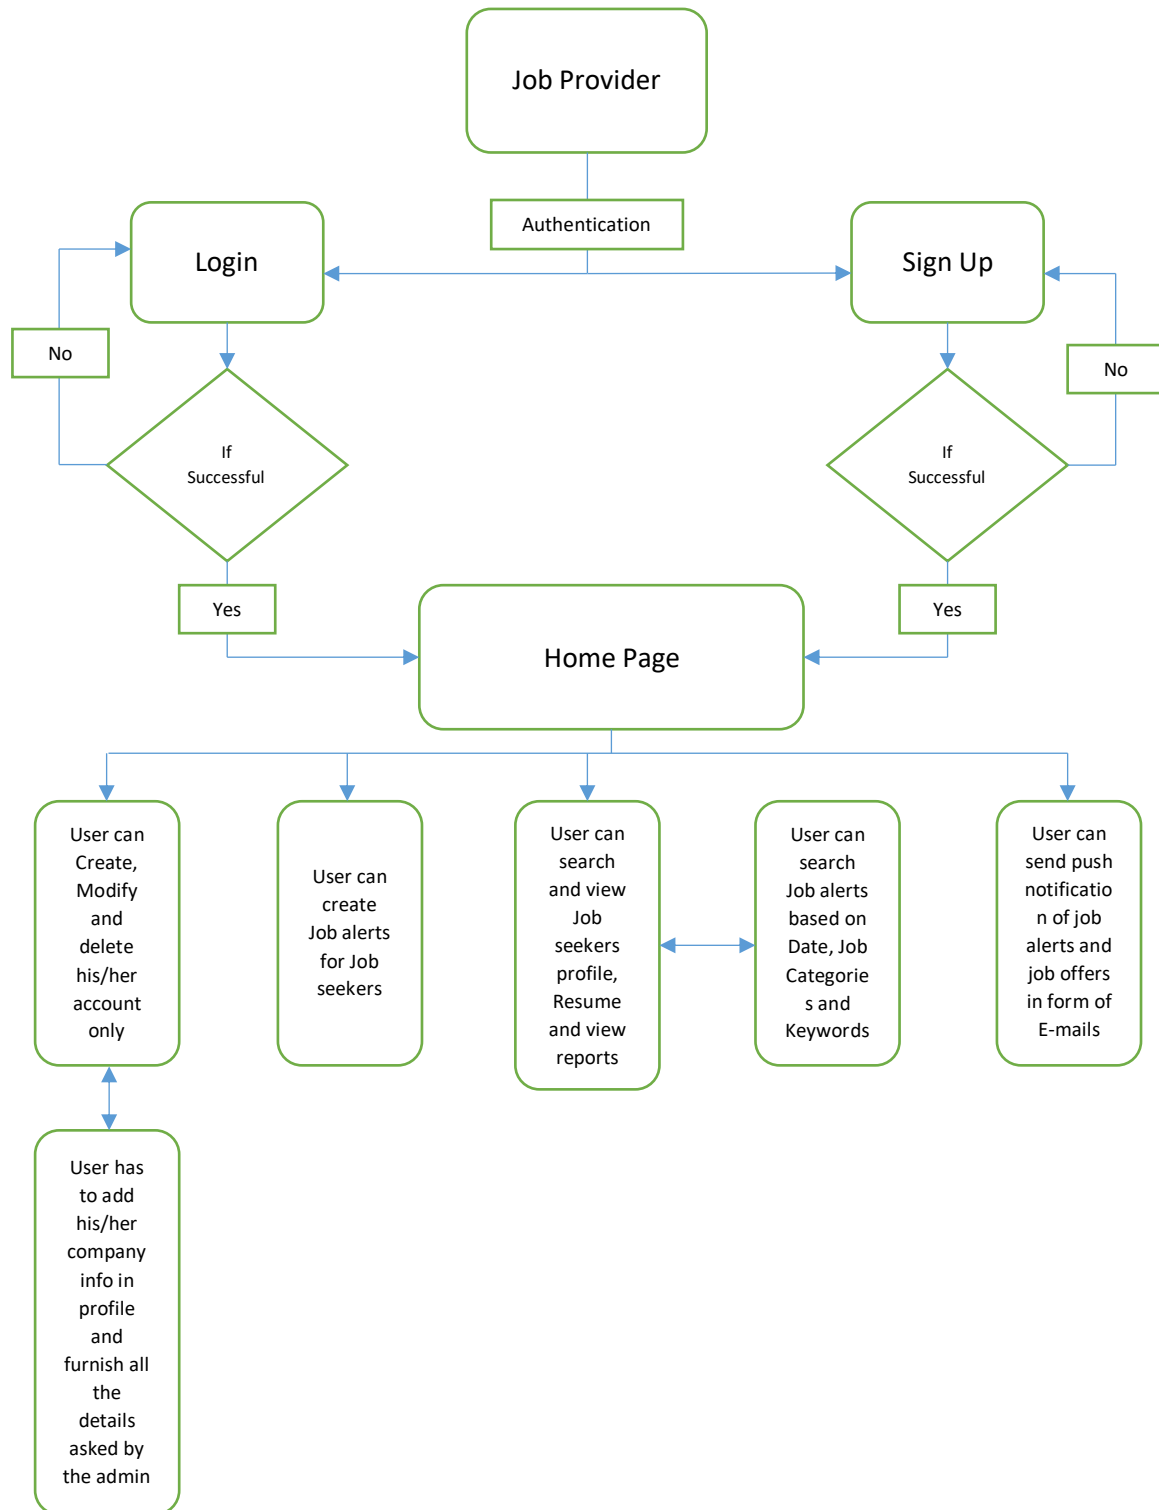 Job Provider
Authentication
Login
Sign Up
No
No
If
Successful
If
Successful
Yes
Yes
Home Page
User can
Create,
Modify
and
delete
his/her
account
only
User can
create
Job alerts
for Job
seekers
User can
search
and view
Job
seekers
profile,
Resume
and view
reports
User can
search
Job alerts
based on
Date, Job
Categorie
s and
Keywords
User can
send push
notificatio
n of job
alerts and
job offers
in form of
E-mails
User has
to add
his/her
company
info in
profile
and
furnish all
the
details
asked by
the admin